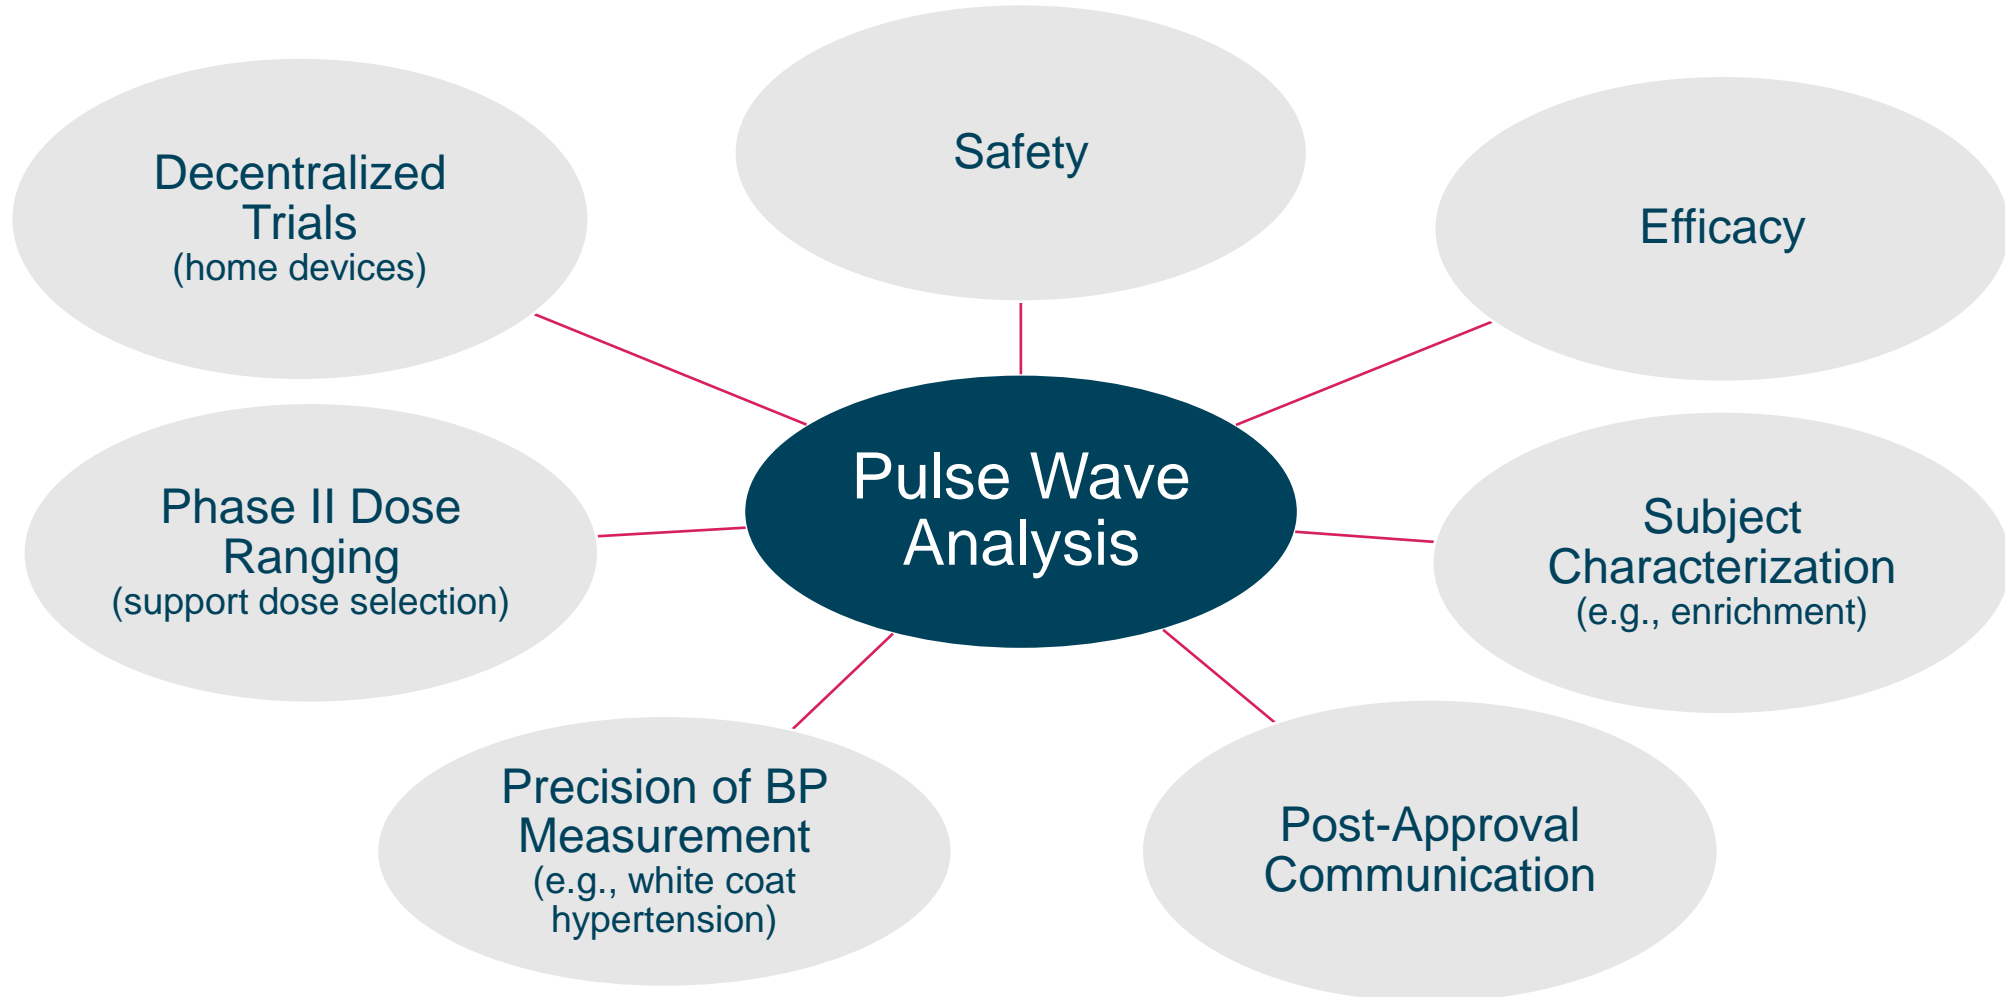 Safety
Decentralized
Trials
(home devices)
Efficacy
Pulse Wave
Analysis
Phase II Dose
Ranging
(support dose selection)
Subject
Characterization
(e.g., enrichment)
Precision of BP
Measurement
(e.g., white coat
hypertension)
Post-Approval
Communication